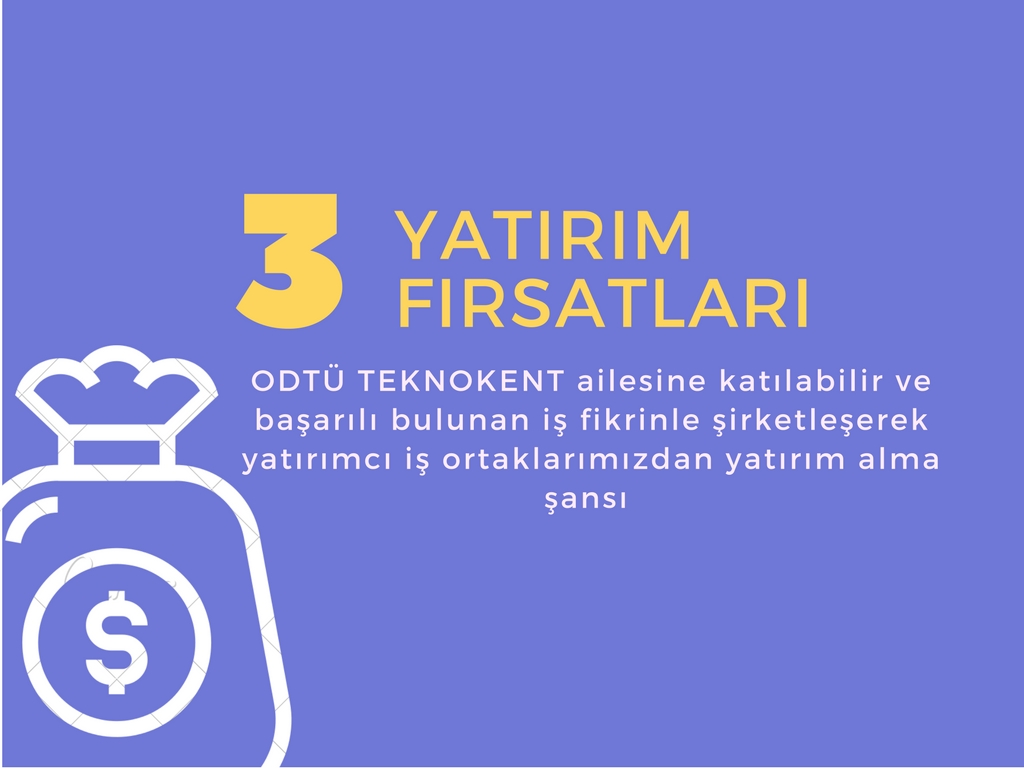 3
YATIRIM
FIRSATLARI
ODTÜ TEKNOKENT ailesine katılabilir ve
başarılı bulunan iş fikrinle şirketleşerek
yatırımcı iş ortaklarımızdan yatırım alma
şansı
$